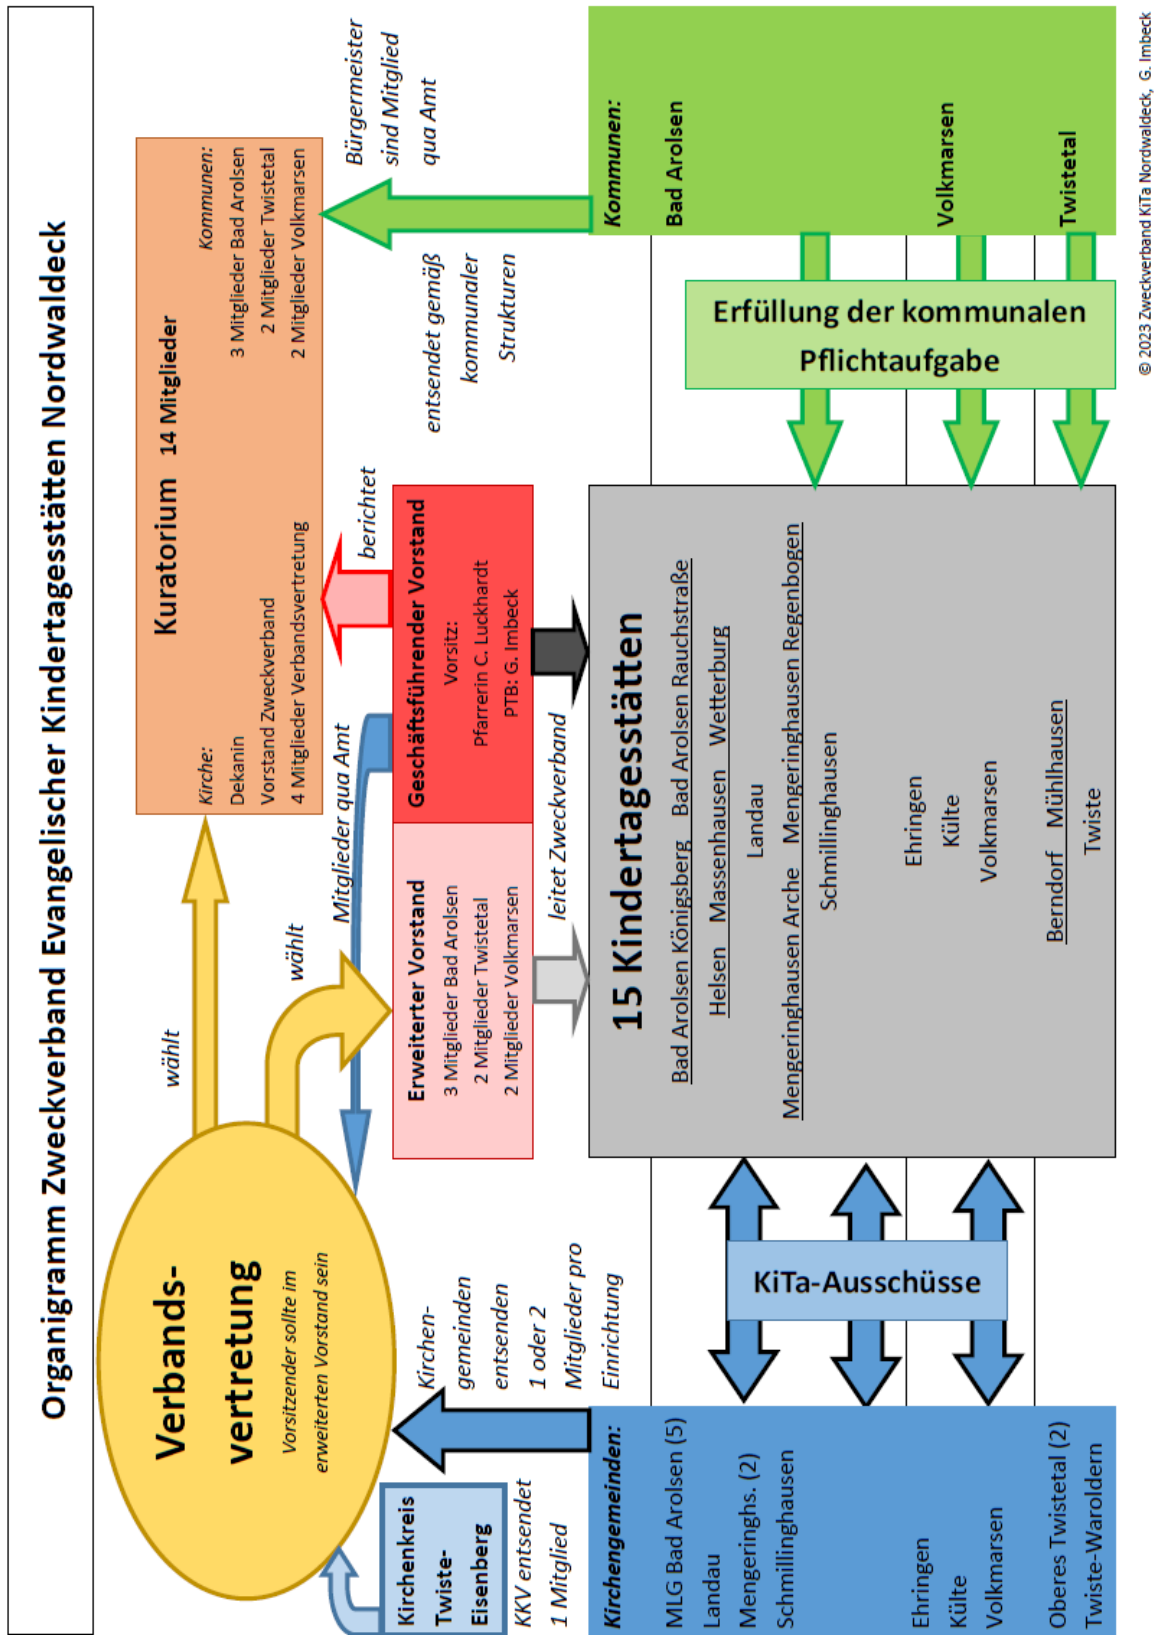 Organigramm Zweckverband Evangelischer Kindertagesstätten Nordwaldeck
Verbands-
vertretung
Vorsitzender sollte im
erweiterten Vorstand sein
wählt
wählt
Kuratorium 14 Mitglieder
Kirche:
Dekanin
Vorstand Zweckverband
4 Mitglieder Verbandsvertretung
Kommunen:
3 Mitglieder Bad Arolsen
2 Mitglieder Twistetal
2 Mitglieder Volkmarsen
Mitglieder qua Amt
berichtet
Bürgermeister
sind Mitglied
qua Amt
entsendet gemäß
kommunaler
Strukturen
Kirchenkreis
Twiste-
Eisenberg
KKV entsendet
1 Mitglied
Kirchen-
gemeinden
entsenden
1 oder 2
Mitglieder pro
Einrichtung
Erweiterter Vorstand
3 Mitglieder Bad Arolsen
2 Mitglieder Twistetal
2 Mitglieder Volkmarsen
Geschäftsführender Vorstand
Vorsitz:
Pfarrerin C. Luckhardt
PTB: G. Imbeck
leitet Zweckverband
Kirchengemeinden:
MLG Bad Arolsen (5)
Landau
Mengeringhs. (2)
Schmillinghausen
Ehringen
Külte
Volkmarsen
Oberes Twistetal (2)
Twiste-Waroldern
KiTa-Ausschüsse
15 Kindertagesstätten
Bad Arolsen Königsberg Bad Arolsen Rauchstraße
Helsen Massenhausen Wetterburg
Landau
Mengeringhausen Arche Mengeringhausen Regenbogen
Schmillinghausen
Ehringen
Külte
Volkmarsen
Berndorf Mühlhausen
Twiste
Erfüllung der kommunalen
Pflichtaufgabe
Kommunen:
Bad Arolsen
Volkmarsen
Twistetal
© 2023 Zweckverband KiTa Nordwaldeck, G. Imbeck